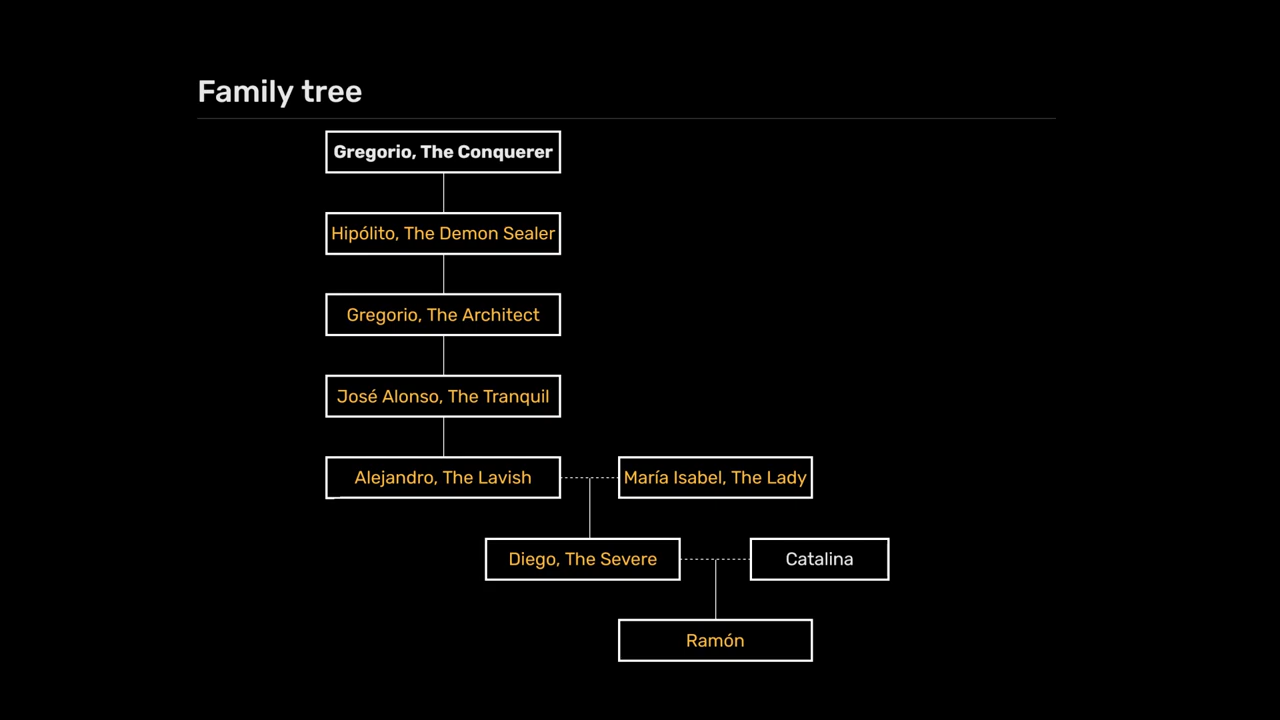 Family tree
Gregorio, The Conquerer
Hipólito, The Demon Sealer
Gregorio, The Architect
José Alonso, The Tranquil
Alejandro, The Lavish
María Isabel, The Lady
Diego, The Severe
Catalina
Ramón